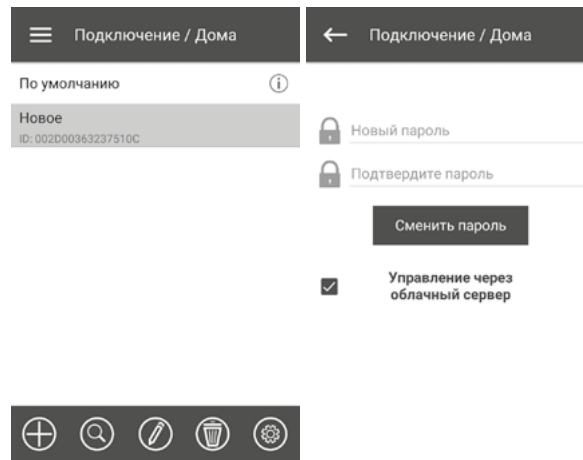 Подключение / Дома
По умолчанию
Новое
ID: 002D00363237510C
Подключение / Дома
Новый пароль
Подтвердите пароль
Сменить пароль
Управление через
облачный сервер